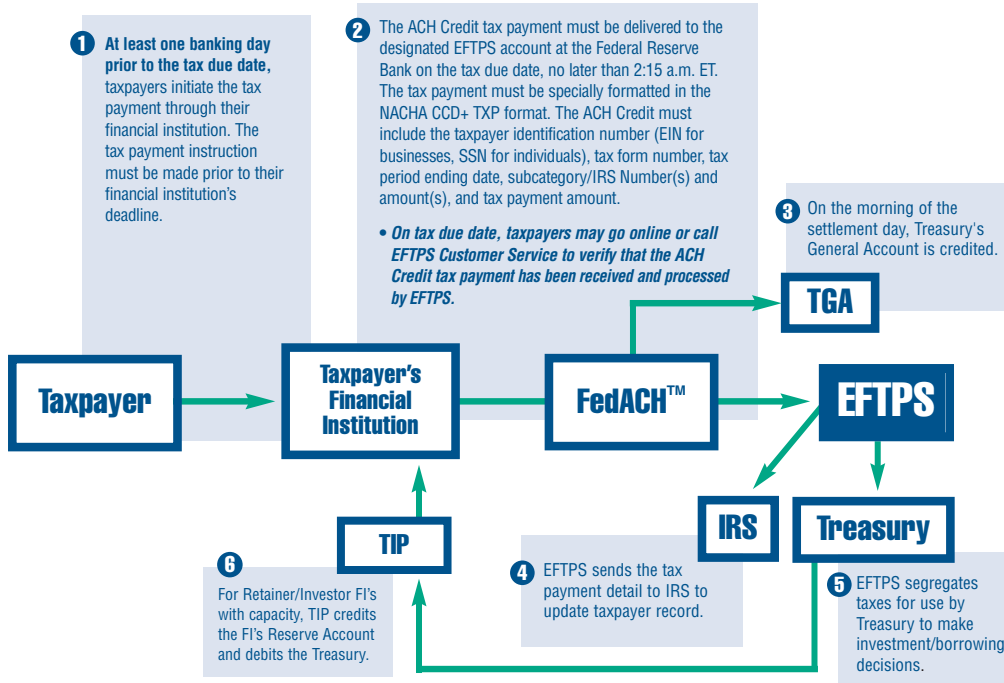 1 At least one banking day
prior to the tax due date,
taxpayers initiate the tax
payment through their
financial institution. The
tax payment instruction
must be made prior to their
financial institution's
deadline.
2 The ACH Credit tax payment must be delivered to the
designated EFTPS account at the Federal Reserve
Bank on the tax due date, no later than 2:15 a.m. ET.
The tax payment must be specially formatted in the
NACHA CCD+ TXP format. The ACH Credit must
include the taxpayer identification number (EIN for
businesses, SSN for individuals), tax form number, tax
period ending date, subcategory/IRS Number(s) and
amount(s), and tax payment amount.
• On tax due date, taxpayers may go online or call
EFTPS Customer Service to verify that the ACH
Credit tax payment has been received and processed
by EFTPS.
3 On the morning of the
settlement day, Treasury's
General Account is credited.
TGA
Taxpayer
Taxpayer's
Financial
Institution
FedACH™
EFTPS
TIP
IRS
Treasury
6
For Retainer/Investor FI's
with capacity, TIP credits
the FI's Reserve Account
and debits the Treasury.
4 EFTPS sends the tax
payment detail to IRS to
update taxpayer record.
5 EFTPS segregates
taxes for use by
Treasury to make
investment/borrowing
decisions.